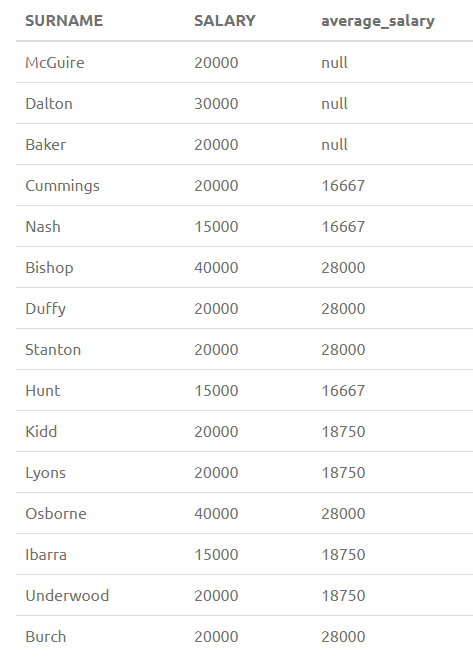 SURNAME SALARY average_salary
McGuire 20000 null
Dalton 30000 null
Baker 20000 null
Cummings 20000 16667
Nash 15000 16667
Bishop 40000 28000
Duffy 20000 28000
Stanton 20000 28000
Hunt 15000 16667
Kidd 20000 18750
Lyons 20000 18750
Osborne 40000 28000
Ibarra 15000 18750
Underwood 20000 18750
Burch 20000 28000